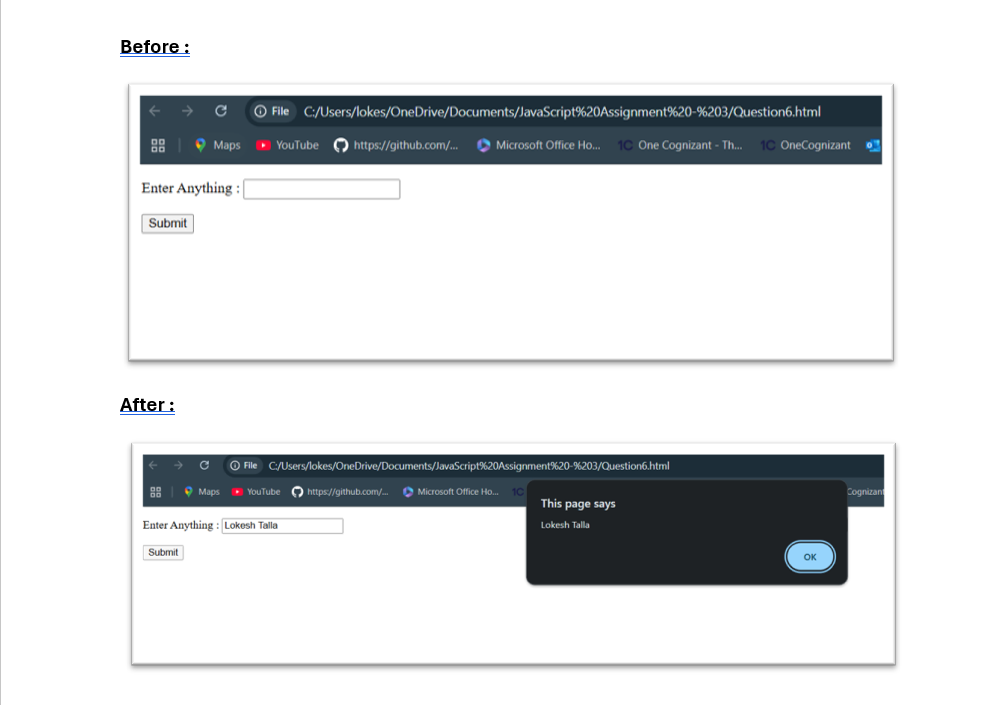 Before :
File C:/Users/lokes/OneDrive/Documents/JavaScript%20Assignment%20-%203/Question6.html
Maps YouTube https://github.com/... Microsoft Office Ho... 1C One Cognizant - Th... 1C OneCognizant
Enter Anything :
Submit
After :
File C:/Users/lokes/OneDrive/Documents/JavaScript%20Assignment%20-%203/Question6.html
Maps YouTube https://github.com/... Microsoft Office Ho... 1C Cognizant
This page says
Lokesh Talla
OK
Enter Anything : Lokesh Talla
Submit